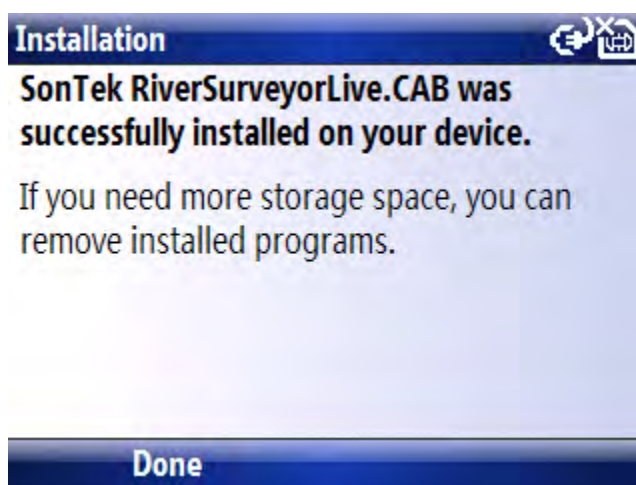 Installation
SonTek RiverSurveyorLive.CAB was
successfully installed on your device.
If you need more storage space, you can
remove installed programs.
Done